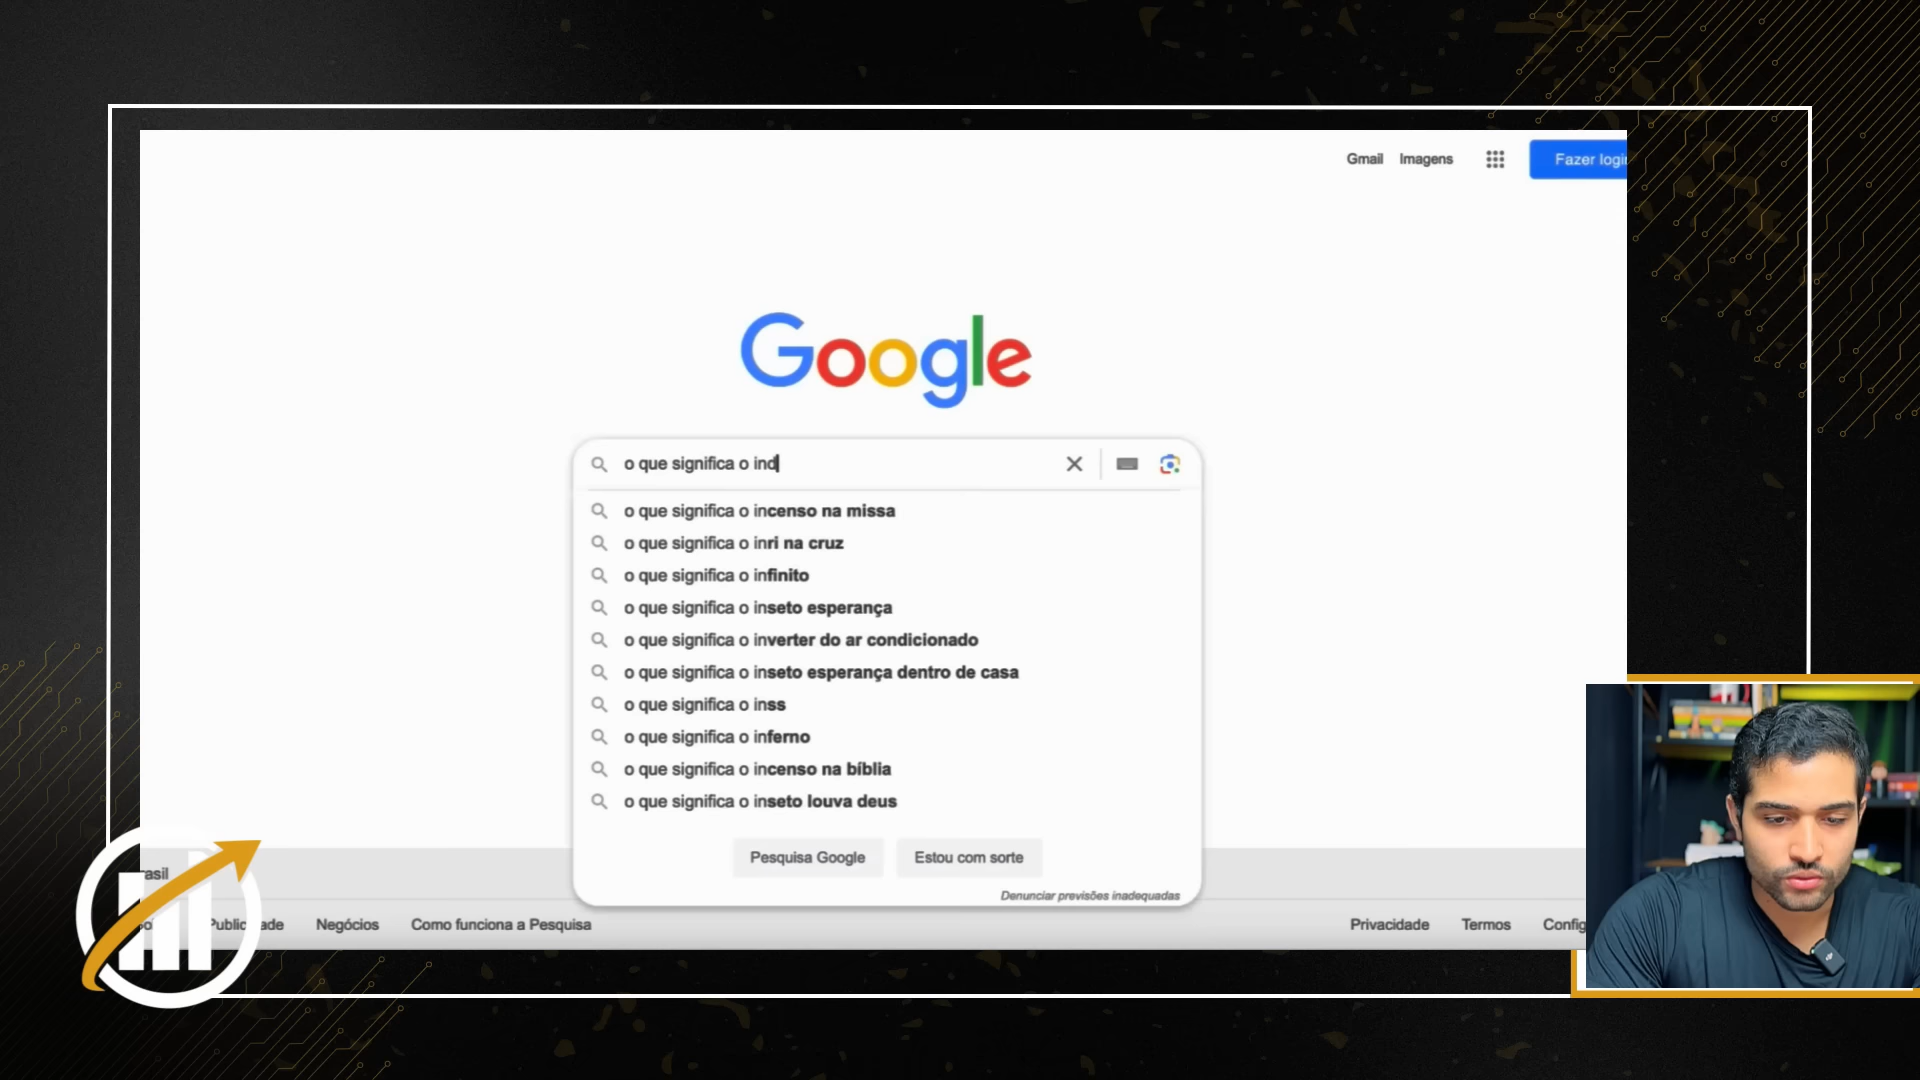 Gmail Imagens Fazer login
Google
o que significa o ind
o que significa o incenso na missa
o que significa o inri na cruz
o que significa o infinito
o que significa o inseto esperança
o que significa o inverter do ar condicionado
o que significa o inseto esperança dentro de casa
o que significa o inss
o que significa o inferno
o que significa o incenso na bíblia
o que significa o inseto louva deus
Pesquisa Google Estou com sorte
Denunciar previsões inadequadas
rasil
Negócios Como funciona a Pesquisa Privacidade Termos Config